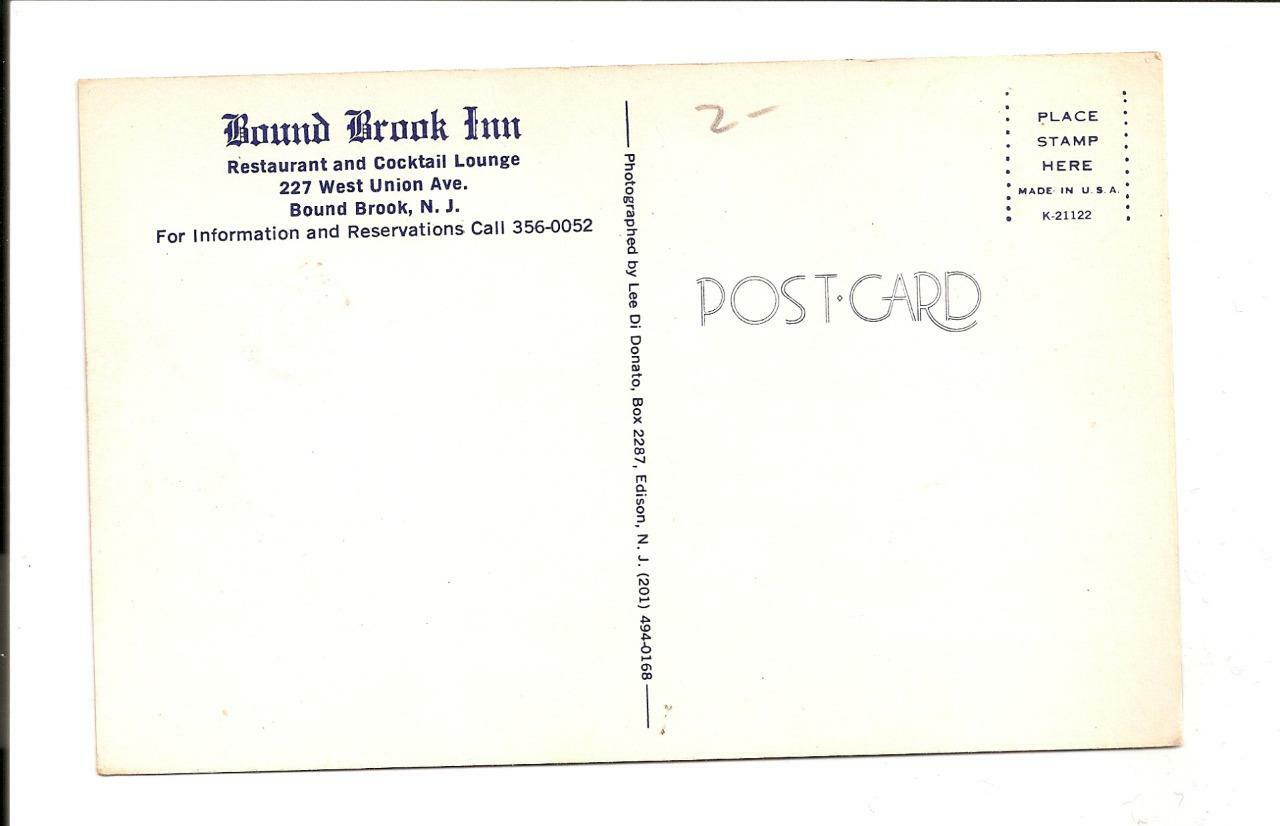 Bound Brook Inn
Restaurant and Cocktail Lounge
227 West Union Ave.
Bound Brook, N. J.
For Information and Reservations Call 356-0052
Photographed by Lee Di Donato, Box 2287, Edison, N. J. (201) 494-0168
2-
PLACE
STAMP
HERE
MADE IN U.S.A.
K-21122
POST·CARD